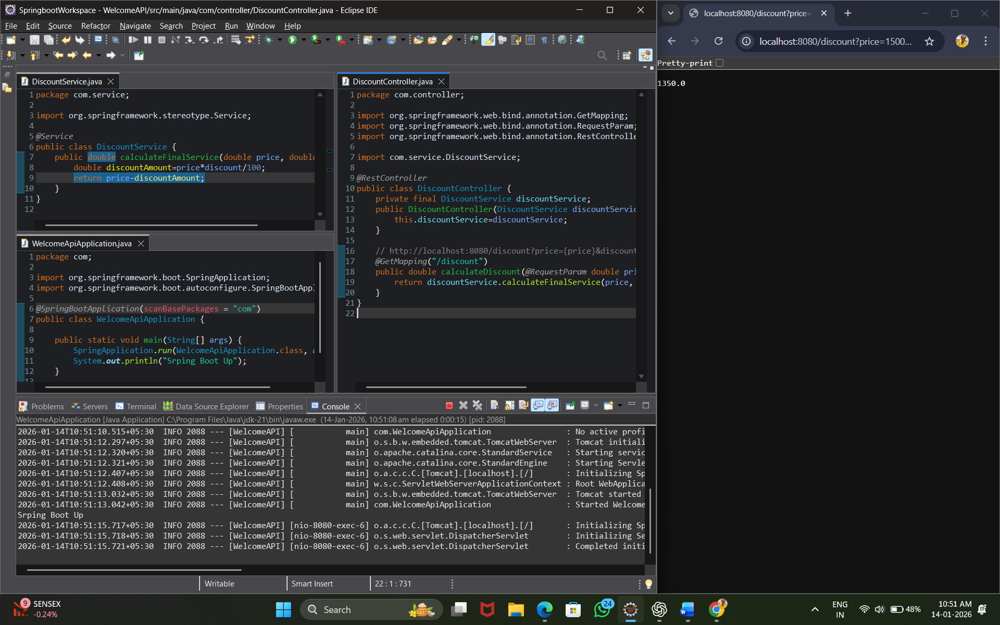 SpringbootWorkspace - WelcomeAPI/src/main/java/com/controller/DiscountController.java - Eclipse IDE
File Edit Source Refactor Navigate Search Project Run Window Help
DiscountService.java
1 package com.service;
2
3 import org.springframework.stereotype.Service;
4
5 @Service
6 public class DiscountService {
7 public double calculateFinalService(double price, double
8 double discountAmount=price*discount/100;
9 return price-discountAmount;
10 }
11 }
12
WelcomeApiApplication.java
1 package com;
2
3 import org.springframework.boot.SpringApplication;
4 import org.springframework.boot.autoconfigure.SpringBootAppl
5
6 @SpringBootApplication(scanBasePackages = "com")
7 public class WelcomeApiApplication {
8
9 public static void main(String[] args) {
10 SpringApplication.run(WelcomeApiApplication.class, a
11 System.out.println("Srping Boot Up");
12 }
13
DiscountController.java
1 package com.controller;
2
3 import org.springframework.web.bind.annotation.GetMapping;
4 import org.springframework.web.bind.annotation.RequestParam;
5 import org.springframework.web.bind.annotation.RestControlle
6
7 import com.service.DiscountService;
8
9 @RestController
10 public class DiscountController {
11 private final DiscountService discountService;
12 public DiscountController(DiscountService discountServic
13 this.discountService=discountService;
14 }
15
16 // http://localhost:8080/discount?price={price}&discount
17 @GetMapping("/discount")
18 public double calculateDiscount(@RequestParam double pri
19 return discountService.calculateFinalService(price,
20 }
21 }
22
Problems Servers Terminal Data Source Explorer Properties Console
WelcomeApiApplication [Java Application] C:\Program Files\Java\jdk-21\bin\javaw.exe (14-Jan-2026, 10:51:08 am elapsed 0:00:15) [pid: 2088]
2026-01-14T10:51:10.515+05:30 INFO 2088 --- [WelcomeAPI] [ main] com.WelcomeApiApplication : No active profi
2026-01-14T10:51:12.297+05:30 INFO 2088 --- [WelcomeAPI] [ main] o.s.b.w.embedded.tomcat.TomcatWebServer : Tomcat initiali
2026-01-14T10:51:12.320+05:30 INFO 2088 --- [WelcomeAPI] [ main] o.apache.catalina.core.StandardService : Starting servic
2026-01-14T10:51:12.321+05:30 INFO 2088 --- [WelcomeAPI] [ main] o.apache.catalina.core.StandardEngine : Starting Servle
2026-01-14T10:51:12.407+05:30 INFO 2088 --- [WelcomeAPI] [ main] o.a.c.c.C.[Tomcat].[localhost].[/] : Initializing Sp
2026-01-14T10:51:12.408+05:30 INFO 2088 --- [WelcomeAPI] [ main] w.s.c.ServletWebServerApplicationContext : Root WebApplica
2026-01-14T10:51:13.032+05:30 INFO 2088 --- [WelcomeAPI] [ main] o.s.b.w.embedded.tomcat.TomcatWebServer : Tomcat started
2026-01-14T10:51:13.042+05:30 INFO 2088 --- [WelcomeAPI] [ main] com.WelcomeApiApplication : Started Welcome
Srping Boot Up
2026-01-14T10:51:15.717+05:30 INFO 2088 --- [WelcomeAPI] [nio-8080-exec-6] o.a.c.c.C.[Tomcat].[localhost].[/] : Initializing Sp
2026-01-14T10:51:15.718+05:30 INFO 2088 --- [WelcomeAPI] [nio-8080-exec-6] o.s.web.servlet.DispatcherServlet : Initializing Se
2026-01-14T10:51:15.721+05:30 INFO 2088 --- [WelcomeAPI] [nio-8080-exec-6] o.s.web.servlet.DispatcherServlet : Completed initi
Writable Smart Insert 22 : 1 : 731
localhost:8080/discount?price=
localhost:8080/discount?price=1500...
Pretty-print
1350.0
9 SENSEX
-0.24%
Search
24
ENG
IN
48%
10:51 AM
14-01-2026